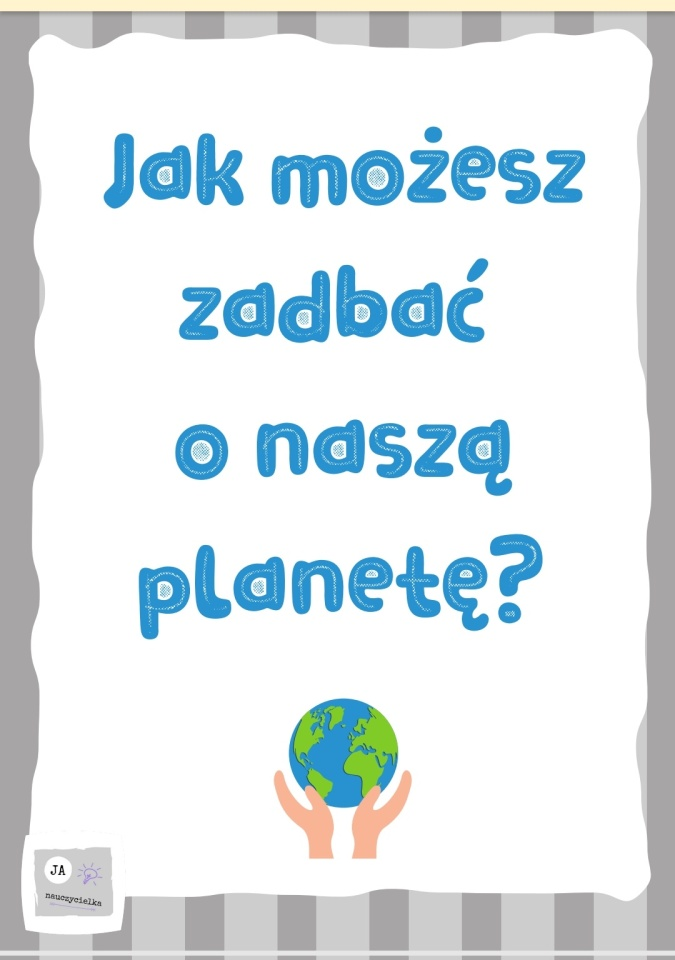 Jak możesz
zadbać
o naszą
planetę?
JA
nauczycielka